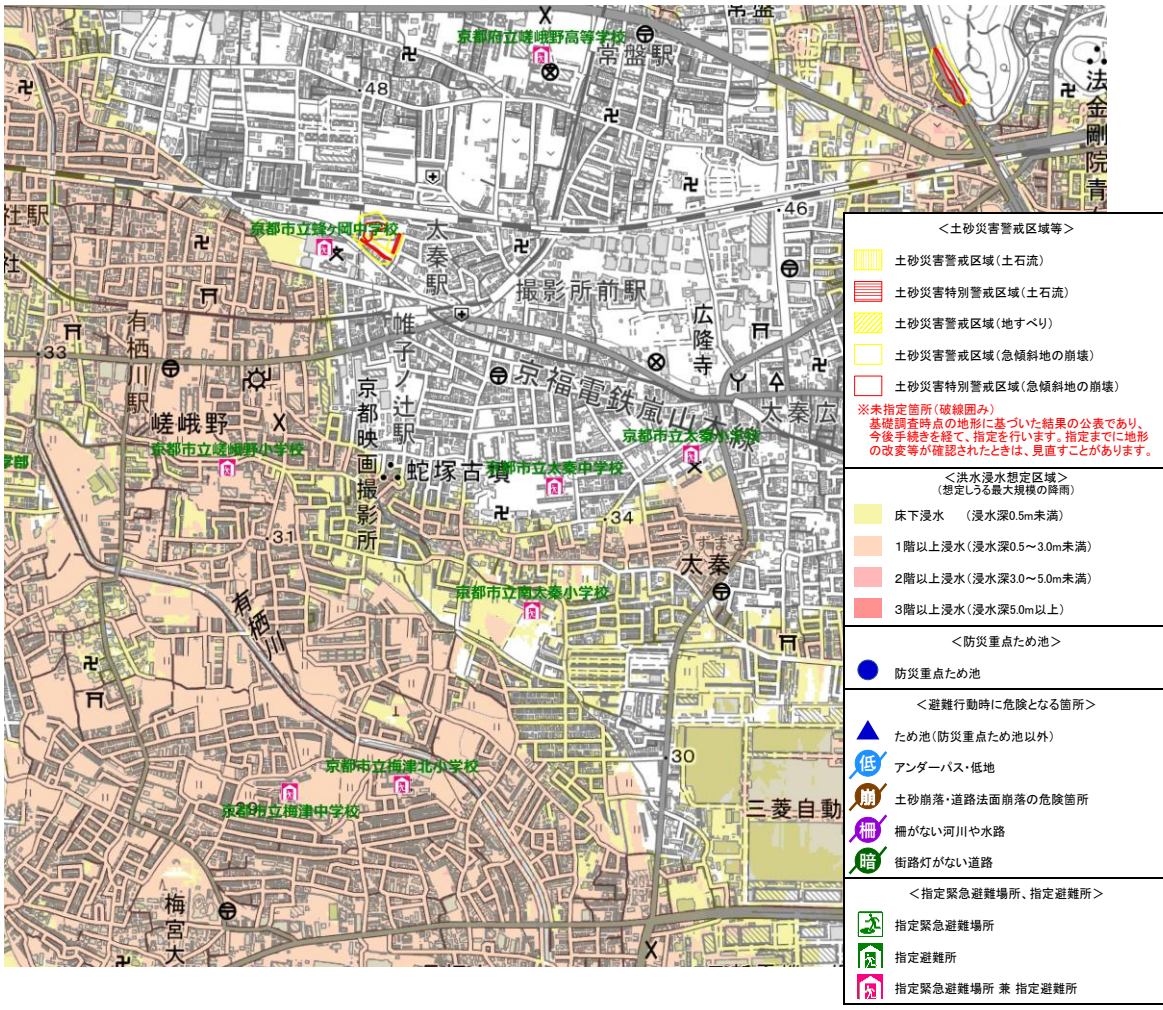 常盤
京都府立嵯峨野高等学校
常盤駅
法金剛院青
48
46
社駅
社
京都市立蜂ヶ岡中学校
太秦駅
撮影所前駅
広隆寺
有栖川駅
帷子ノ辻駅
33
京福電鉄嵐山本線
太秦広
京都映画撮影所
嵯峨野
京都市立嵯峨野小学校
京都市立太秦小学校
京都市立太秦中学校
蛇塚古墳
学部
34
31
うずまさ
太秦
京都市立南太秦小学校
有栖川
30
京都市立梅津北小学校
京都市立梅津中学校
29
三菱自動
梅宮大
＜土砂災害警戒区域等＞
土砂災害警戒区域（土石流）
土砂災害特別警戒区域（土石流）
土砂災害警戒区域（地すべり）
土砂災害警戒区域（急傾斜地の崩壊）
土砂災害特別警戒区域（急傾斜地の崩壊）
※未指定箇所（破線囲み）
基礎調査時点の地形に基づいた結果の公表であり、
今後手続きを経て、指定を行います。指定までに地形
の改変等が確認されたときは、見直すことがあります。
＜洪水浸水想定区域＞
（想定しうる最大規模の降雨）
床下浸水　（浸水深0.5m未満）
1階以上浸水（浸水深0.5～3.0m未満）
2階以上浸水（浸水深3.0～5.0m未満）
3階以上浸水（浸水深5.0m以上）
＜防災重点ため池＞
防災重点ため池
＜避難行動時に危険となる箇所＞
ため池（防災重点ため池以外）
低 アンダーパス・低地
崩 土砂崩落・道路法面崩落の危険箇所
柵 柵がない河川や水路
暗 街路灯がない道路
＜指定緊急避難場所、指定避難所＞
指定緊急避難場所
指定避難所
指定緊急避難場所 兼 指定避難所